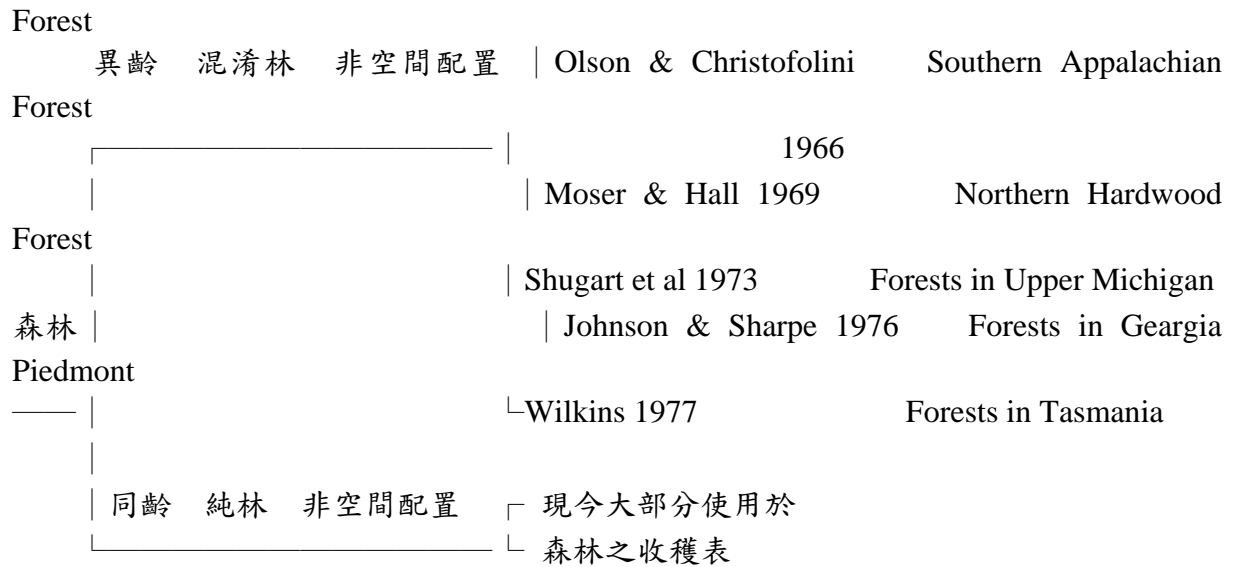 Forest
異齡 混淆林 非空間配置 │Olson & Christofolini Southern Appalachian
Forest
┌───────────────│ 1966
│ │Moser & Hall 1969 Northern Hardwood
Forest
│ │Shugart et al 1973 Forests in Upper Michigan
森林│ │Johnson & Sharpe 1976 Forests in Geargia
Piedmont
──│ └Wilkins 1977 Forests in Tasmania
│
│同齡 純林 非空間配置 ┌ 現今大部分使用於
└───────────────└ 森林之收穫表